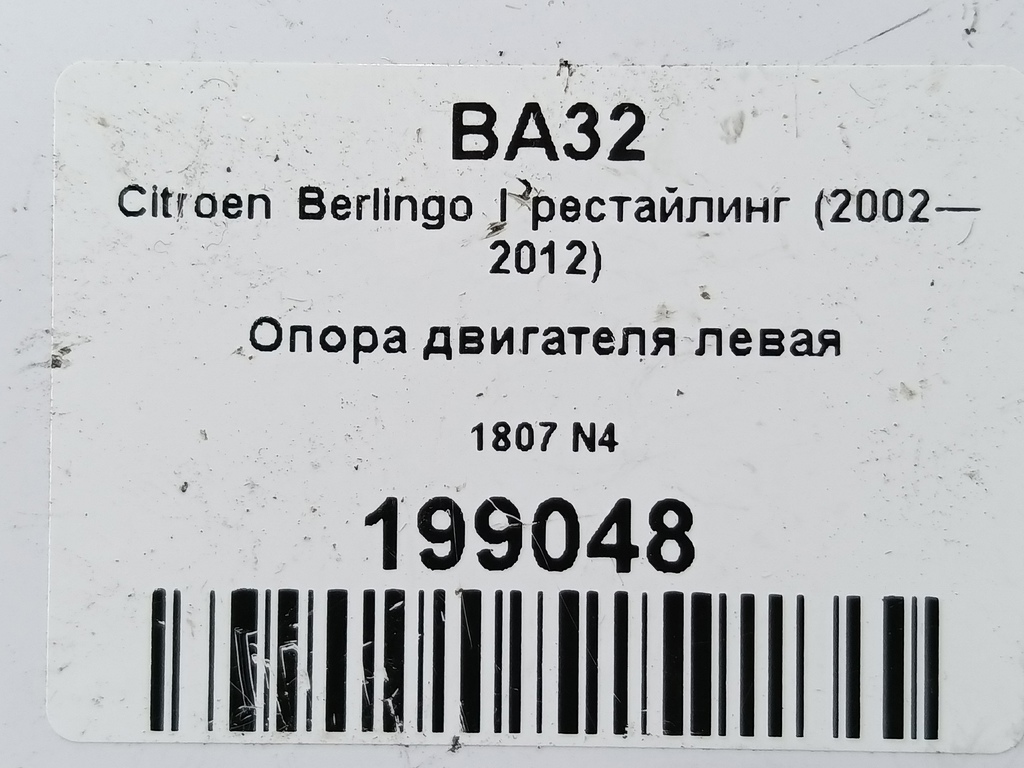 BA32
Citroen Berlingo I рестайлинг (2002—
2012)
Опора двигателя левая
1807 N4
199048